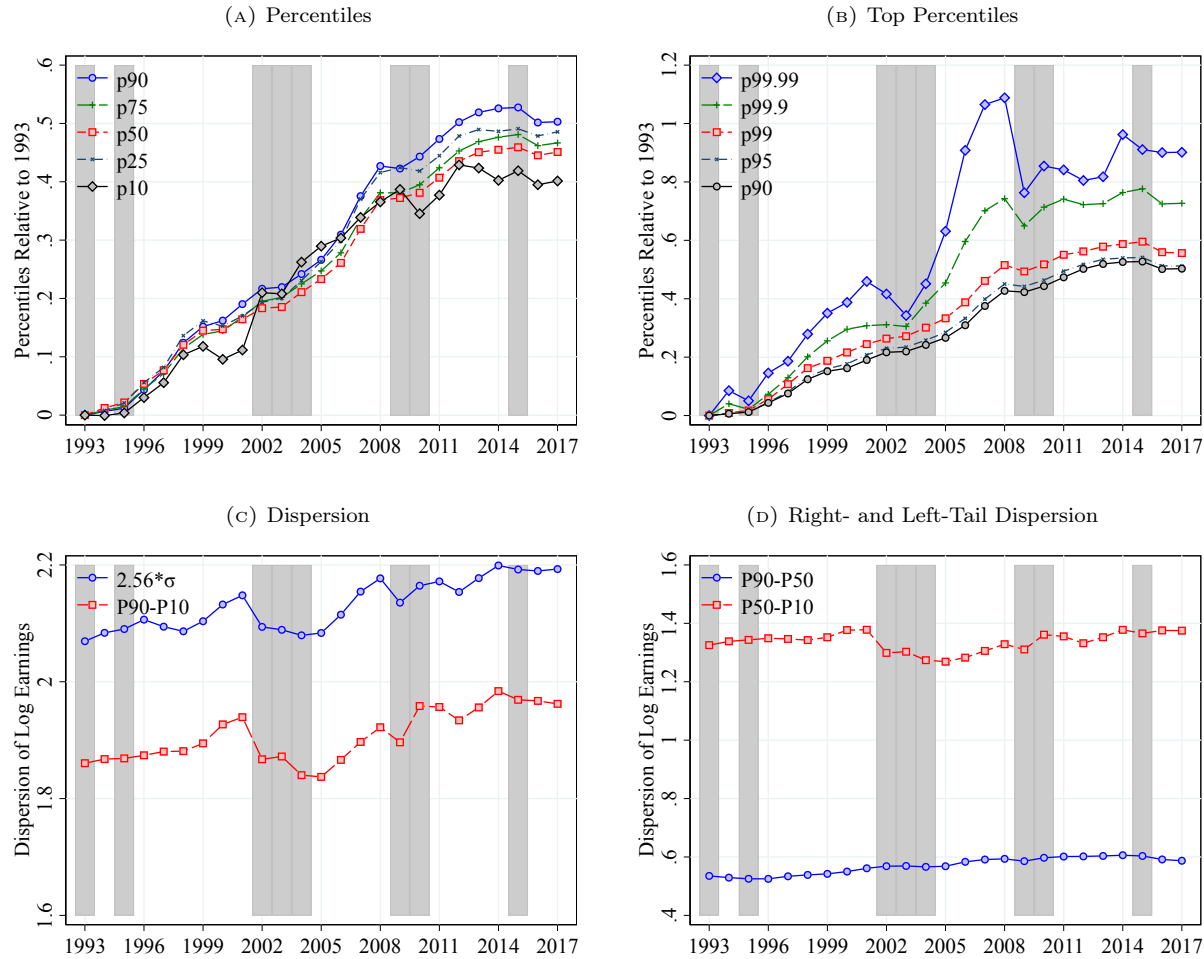 (A) Percentiles
Percentiles Relative to 1993
.6
.5
.4
.3
.2
.1
0
p90
p75
p50
p25
p10
1993 1996 1999 2002 2005 2008 2011 2014 2017
(B) Top Percentiles
Percentiles Relative to 1993
1.2
1
.8
.6
.4
.2
0
p99.99
p99.9
p99
p95
p90
1993 1996 1999 2002 2005 2008 2011 2014 2017
(C) Dispersion
Dispersion of Log Earnings
2.2
2
1.8
1.6
2.56*σ
P90-P10
1993 1996 1999 2002 2005 2008 2011 2014 2017
(D) Right- and Left-Tail Dispersion
Dispersion of Log Earnings
1.6
1.4
1.2
1
.8
.6
.4
P90-P50
P50-P10
1993 1996 1999 2002 2005 2008 2011 2014 2017